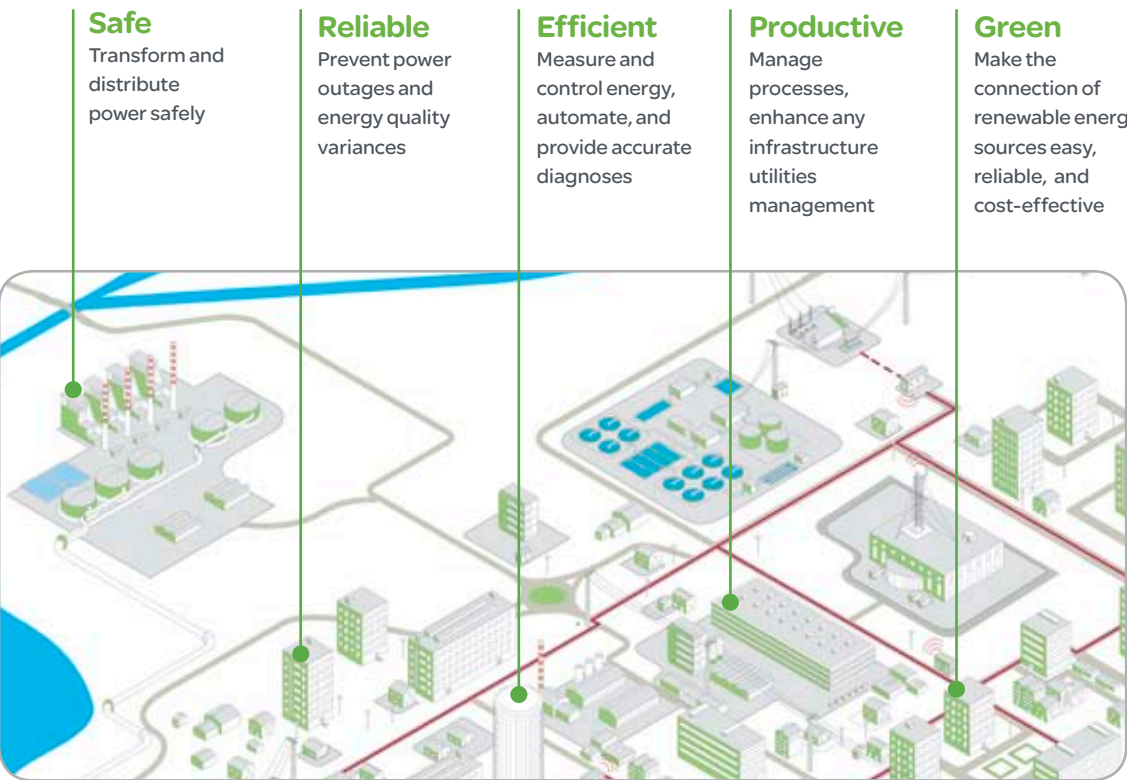 Safe
Transform and
distribute
power safely
Reliable
Prevent power
outages and
energy quality
variances
Efficient
Measure and
control energy,
automate, and
provide accurate
diagnoses
Productive
Manage
processes,
enhance any
infrastructure
utilities
management
Green
Make the
connection of
renewable energ
sources easy,
reliable, and
cost-effective